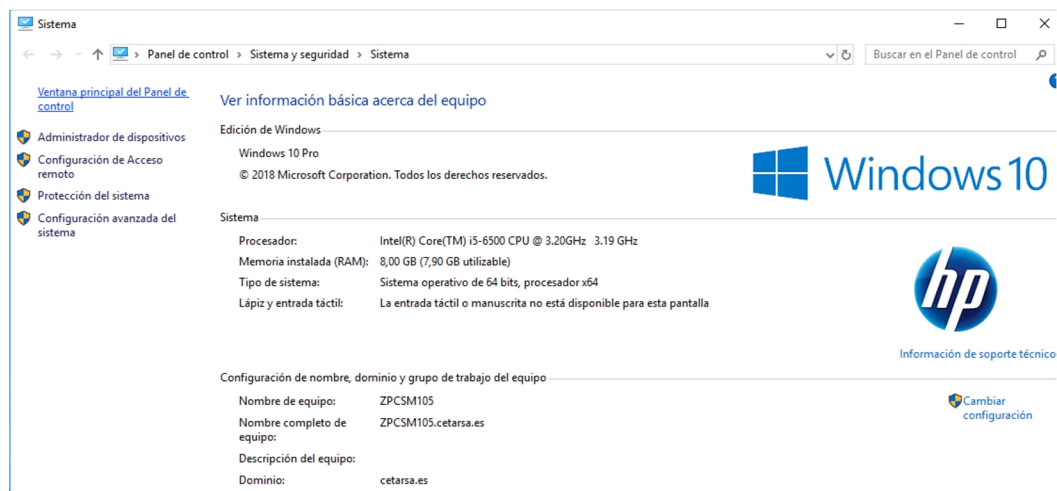 Sistema
Panel de control > Sistema y seguridad > Sistema
Buscar en el Panel de control
Ventana principal del Panel de
control
Administrador de dispositivos
Configuración de Acceso
remoto
Protección del sistema
Configuración avanzada del
sistema
Ver información básica acerca del equipo
Edición de Windows
Windows 10 Pro
© 2018 Microsoft Corporation. Todos los derechos reservados.
Windows 10
Sistema
Procesador: Intel(R) Core(TM) i5-6500 CPU @ 3.20GHz 3.19 GHz
Memoria instalada (RAM): 8,00 GB (7,90 GB utilizable)
Tipo de sistema: Sistema operativo de 64 bits, procesador x64
Lápiz y entrada táctil: La entrada táctil o manuscrita no está disponible para esta pantalla
hp
Información de soporte técnico
Configuración de nombre, dominio y grupo de trabajo del equipo
Nombre de equipo: ZPCSM105
Nombre completo de ZPCSM105.cetarsa.es
equipo:
Descripción del equipo:
Dominio: cetarsa.es
Cambiar
configuración